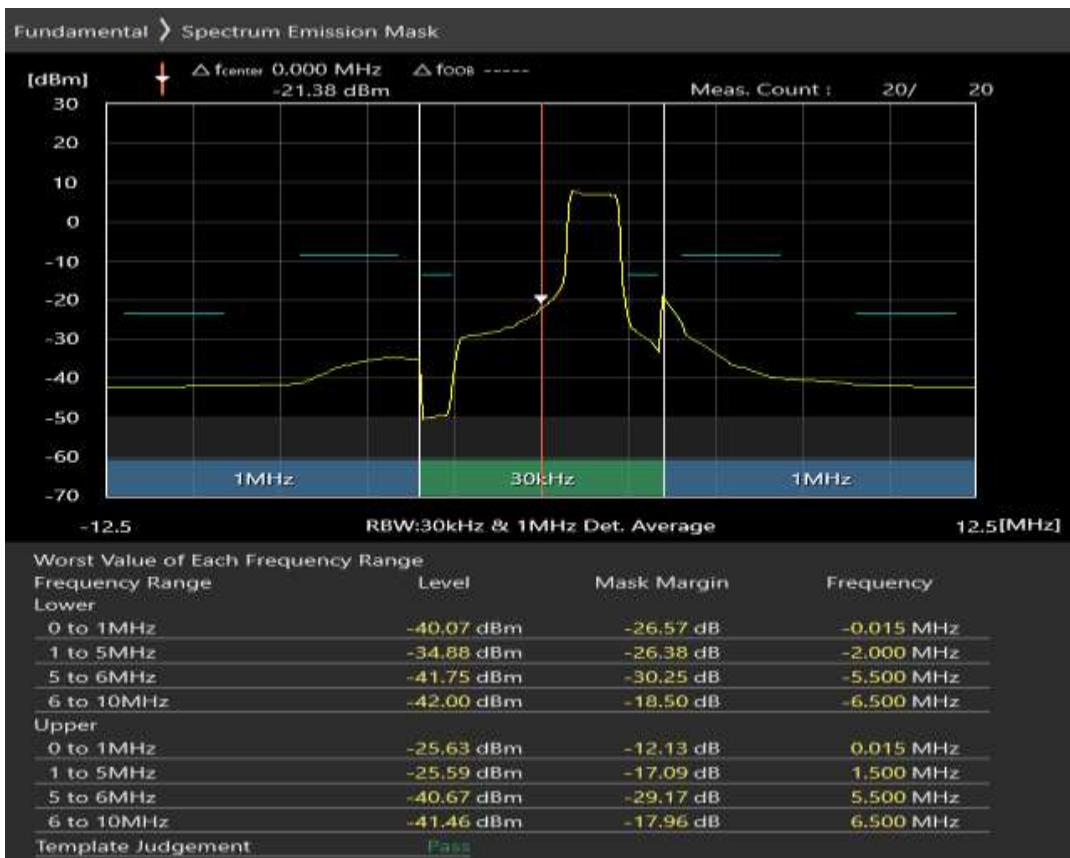 Fundamental ❯ Spectrum Emission Mask
[dBm] △ fcenter 0.000 MHz △ fOOB -----
-21.38 dBm Meas. Count : 20/ 20
30
20
10
0
-10
-20
-30
-40
-50
-60
-70
1MHz 30kHz 1MHz
-12.5 RBW:30kHz & 1MHz Det. Average 12.5[MHz]
Worst Value of Each Frequency Range
Frequency Range Level Mask Margin Frequency
Lower
0 to 1MHz -40.07 dBm -26.57 dB -0.015 MHz
1 to 5MHz -34.88 dBm -26.38 dB -2.000 MHz
5 to 6MHz -41.75 dBm -30.25 dB -5.500 MHz
6 to 10MHz -42.00 dBm -18.50 dB -6.500 MHz
Upper
0 to 1MHz -25.63 dBm -12.13 dB 0.015 MHz
1 to 5MHz -25.59 dBm -17.09 dB 1.500 MHz
5 to 6MHz -40.67 dBm -29.17 dB 5.500 MHz
6 to 10MHz -41.46 dBm -17.96 dB 6.500 MHz
Template Judgement Pass